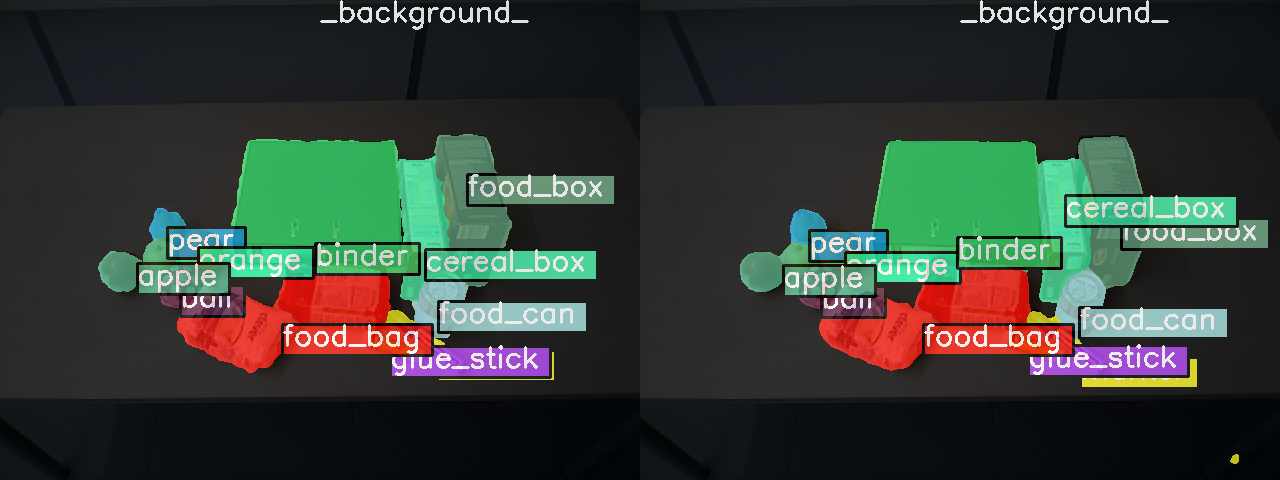 _background_
food_box
pear
orange
binder
cereal_box
apple
ball
food_can
food_bag
glue_stick
_background_
cereal_box
food_box
pear
orange
binder
apple
ball
food_can
food_bag
glue_stick